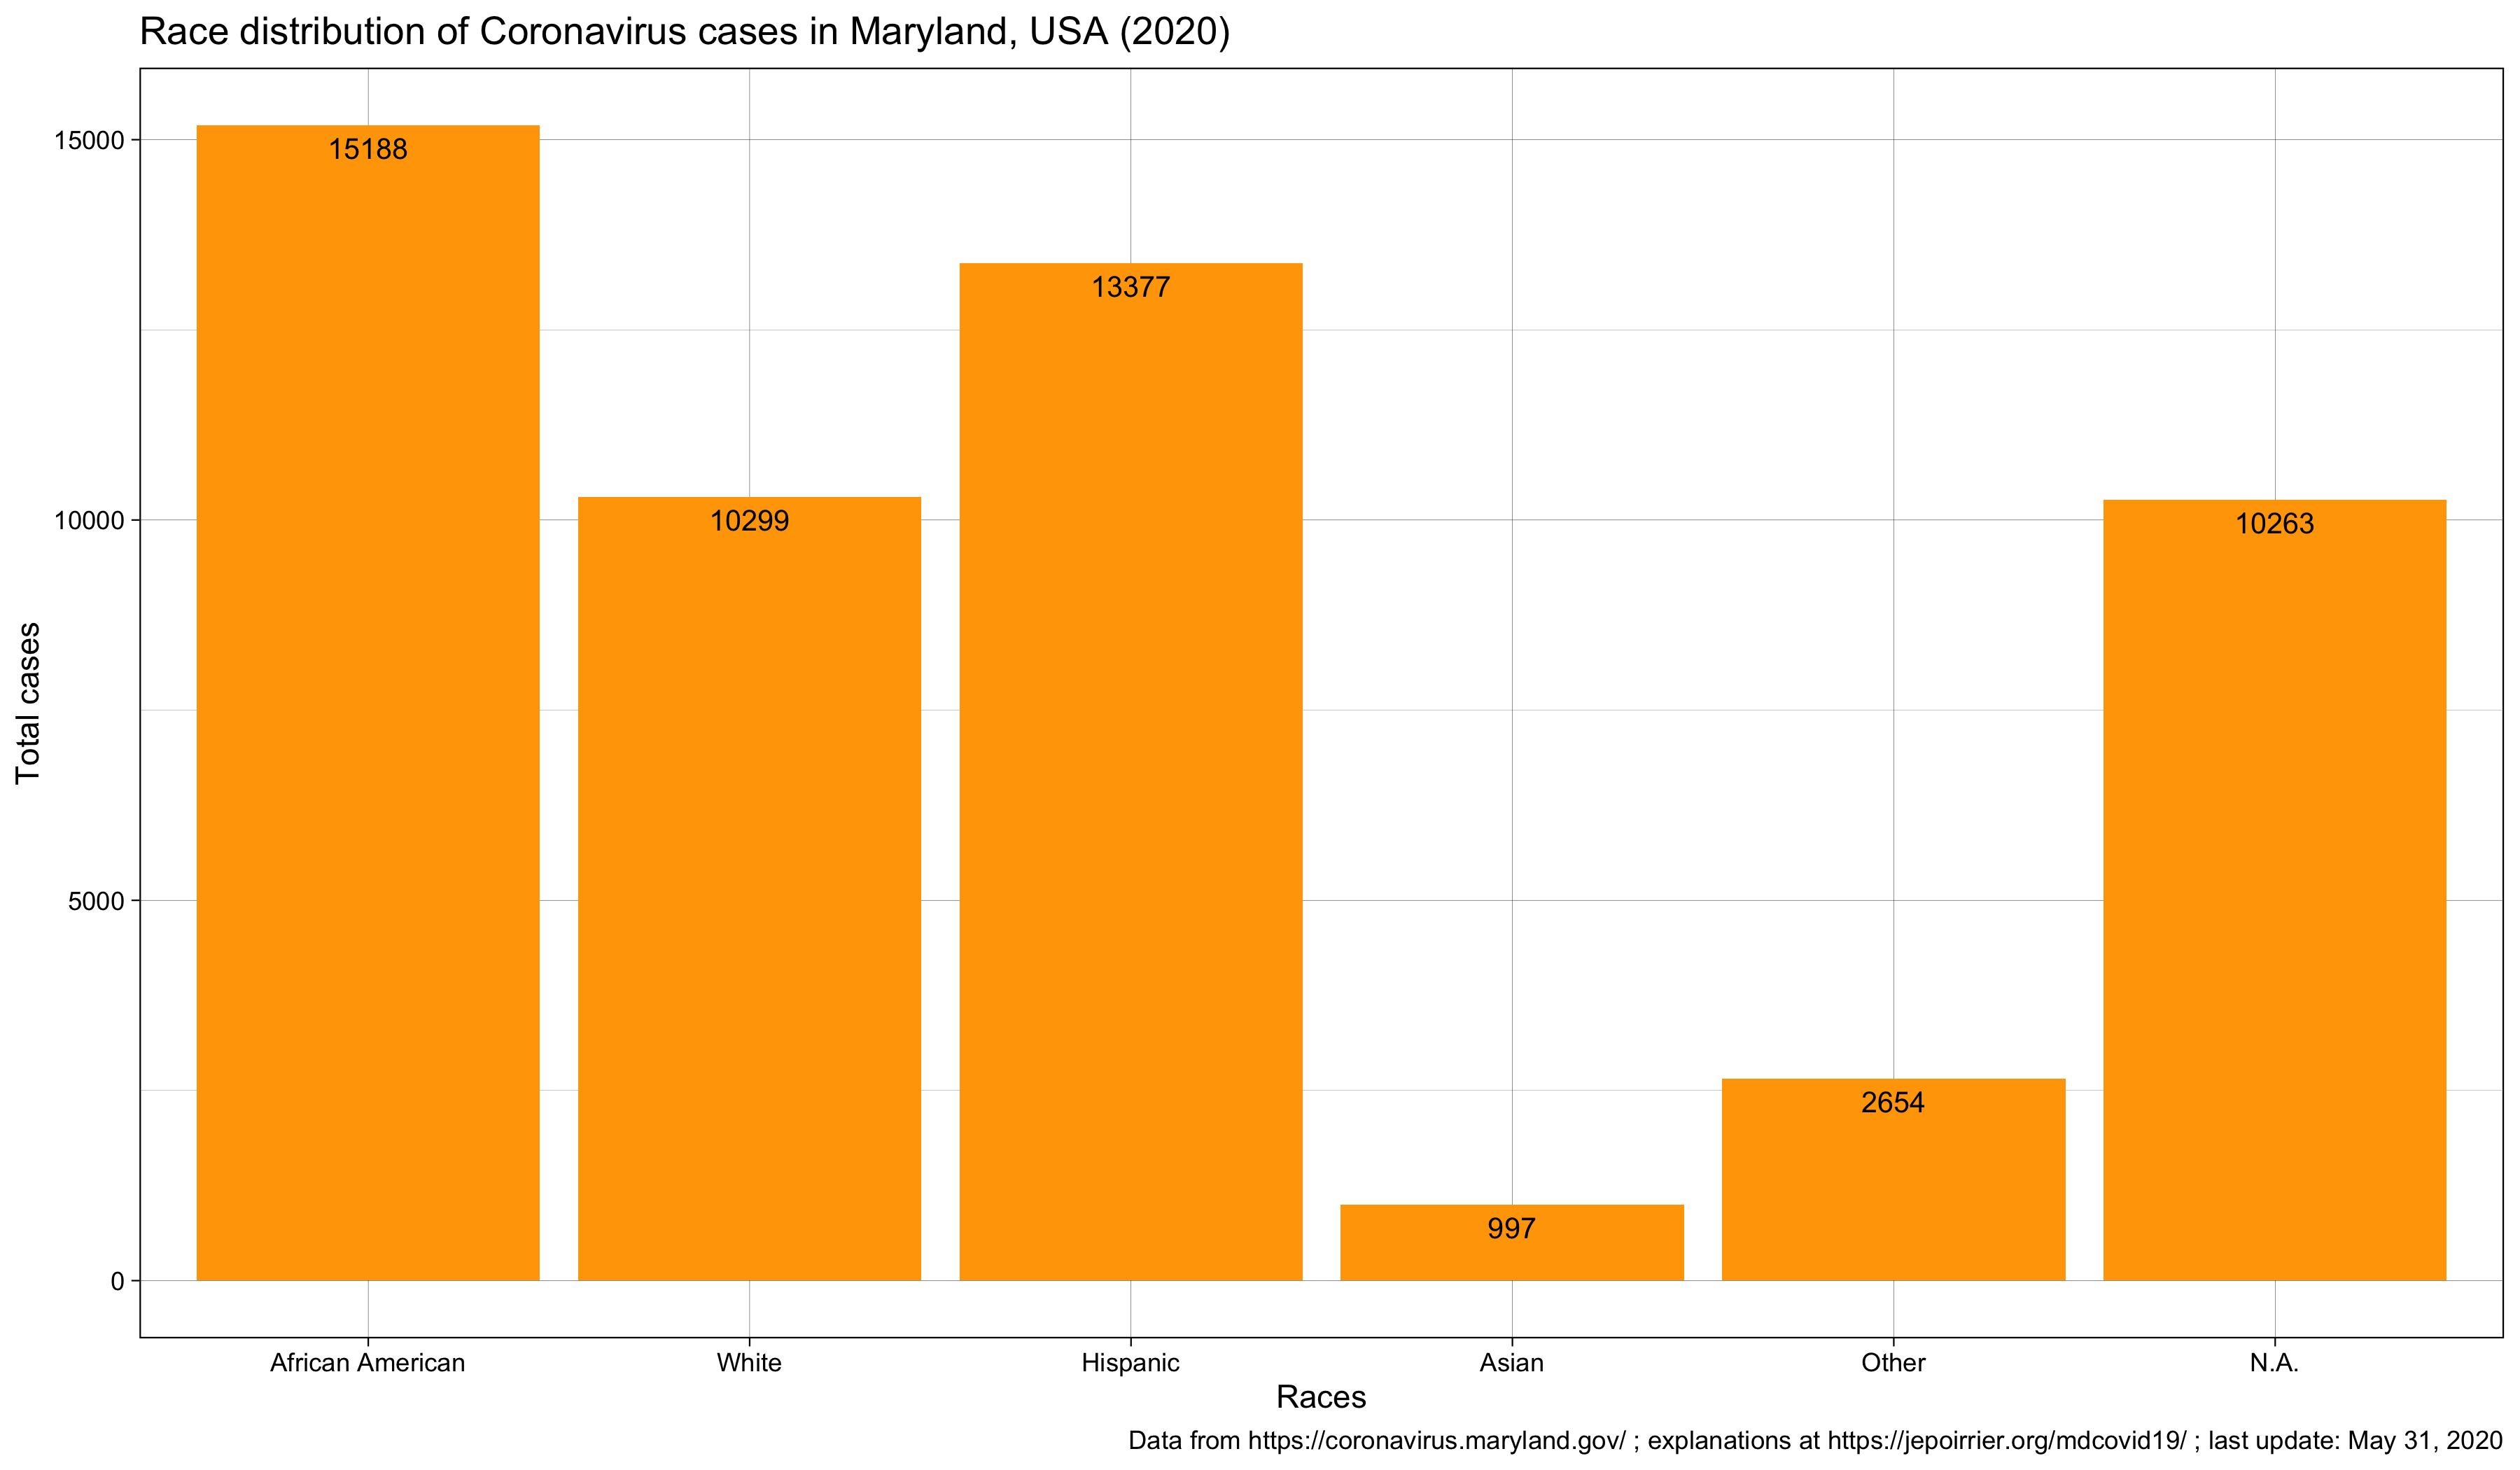 Race distribution of Coronavirus cases in Maryland, USA (2020)
Total cases
15000
10000
5000
0
15188
10299
13377
997
2654
10263
African American
White
Hispanic
Asian
Other
N.A.
Races
Data from https://coronavirus.maryland.gov/ ; explanations at https://jepoirrier.org/mdcovid19/ ; last update: May 31, 2020